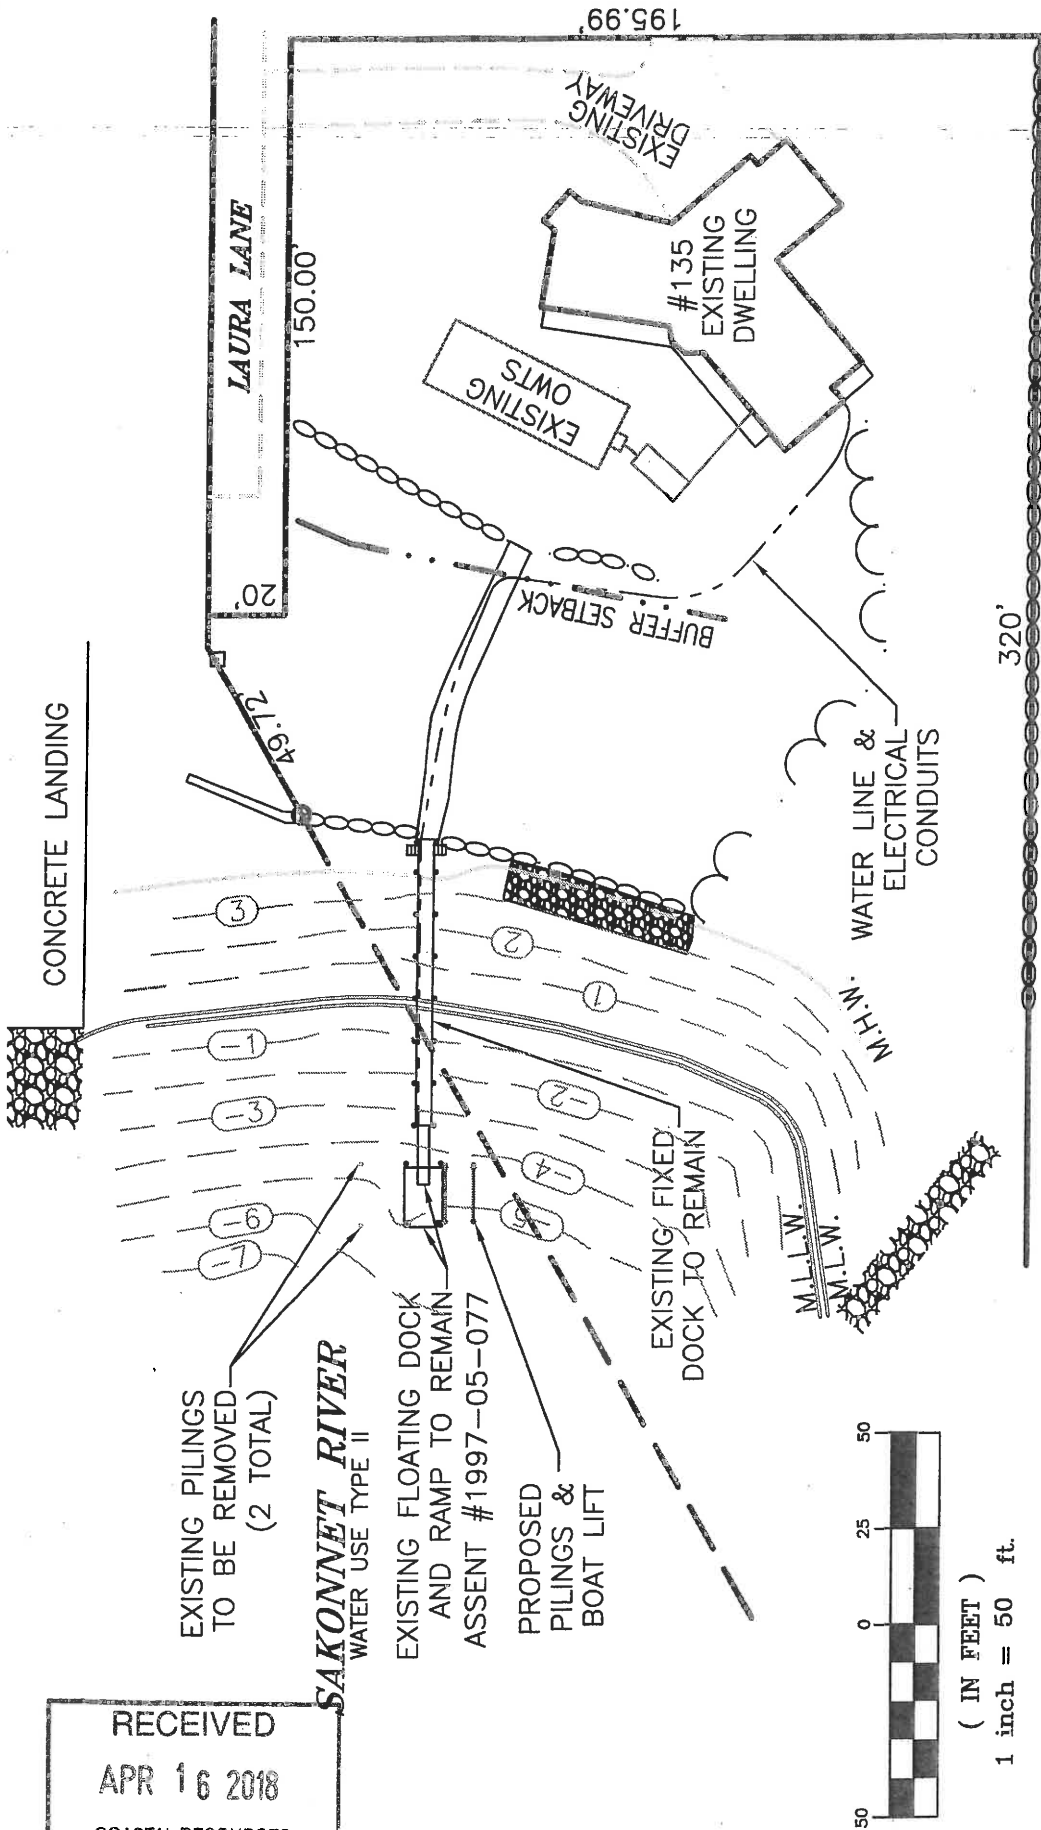 195.99'
LAURA LANE
150.00'
EXISTING
DRIVEWAY
#135
EXISTING
DWELLING
EXISTING
OWTS
20'
49.72'
BUFFER SETBACK
320'
CONCRETE LANDING
WATER LINE &
ELECTRICAL
CONDUITS
3
2
1
-1
-2
-3
-4
-5
-6
-7
M.H.W.
M.L.L.W.
M.L.W.
EXISTING FIXED
DOCK TO REMAIN
EXISTING PILINGS
TO BE REMOVED
(2 TOTAL)
SAKONNET RIVER
WATER USE TYPE II
EXISTING FLOATING DOCK
AND RAMP TO REMAIN
ASSENT #1997-05-077
PROPOSED
PILINGS &
BOAT LIFT
50
0
25
50
( IN FEET )
1 inch = 50 ft.
RECEIVED
APR 16 2018